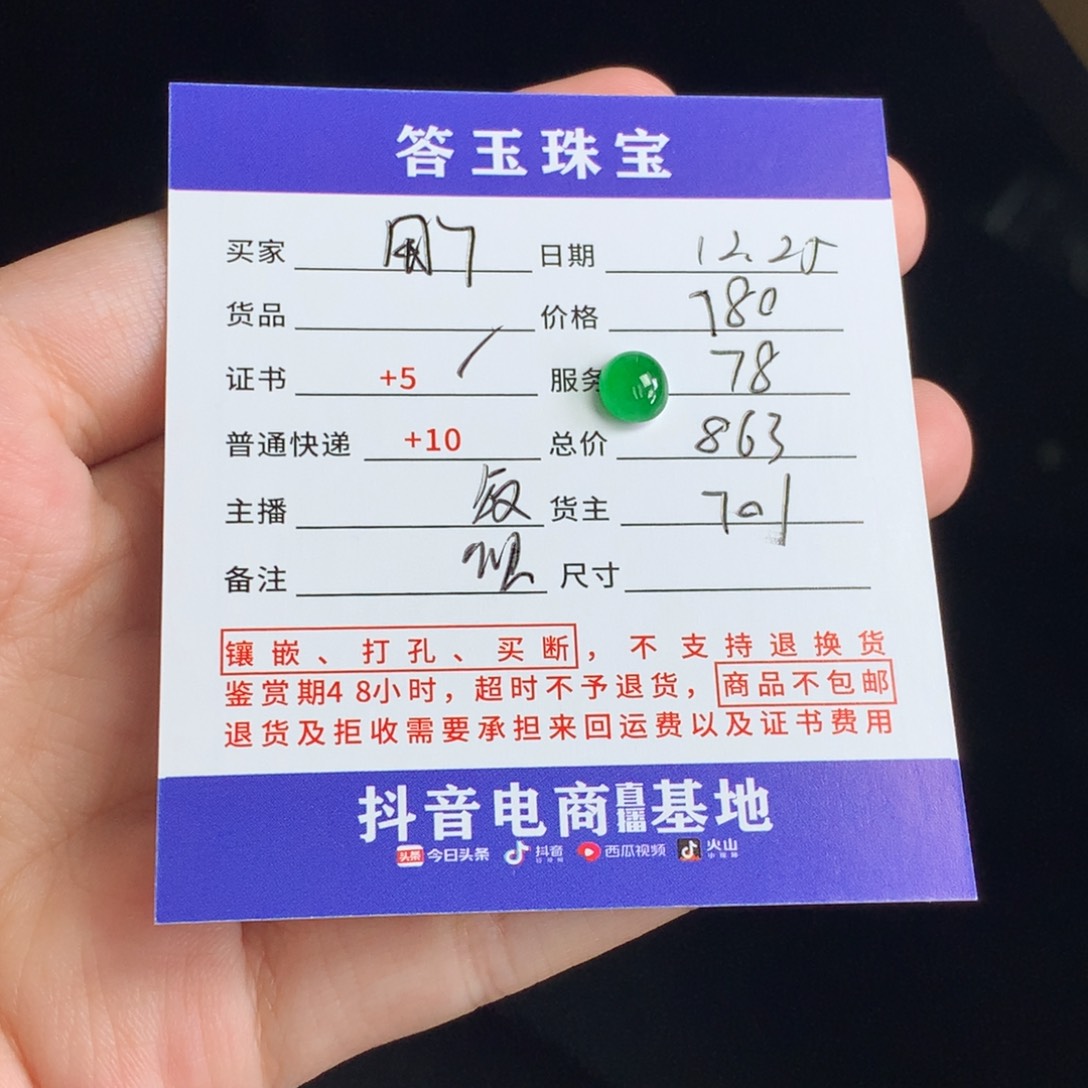 答玉珠宝
买家 日期 12.25
货品 价格 780
证书 +5 服务 78
普通快递 +10 总价 863
主播 货主 701
备注 尺寸
镶嵌、打孔、买断，不支持退换货
鉴赏期48小时，超时不予退货，商品不包邮
退货及拒收需要承担来回运费以及证书费用
抖音电商直播基地
头条 今日头条 抖音 西瓜视频 火山